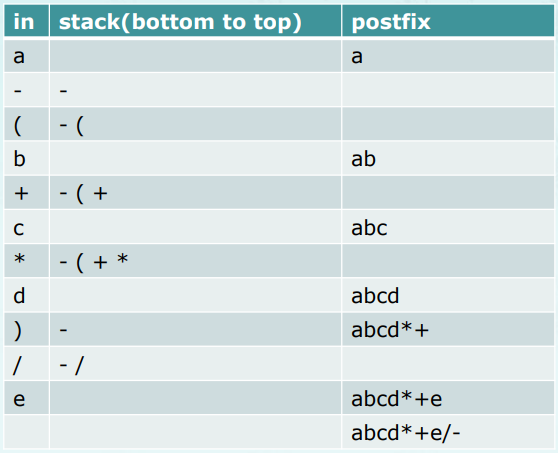 in stack(bottom to top) postfix
a a
- -
( - (
b ab
+ - ( +
c abc
* - ( + *
d abcd
) - abcd*+
/ - /
e abcd*+e
abcd*+e/-